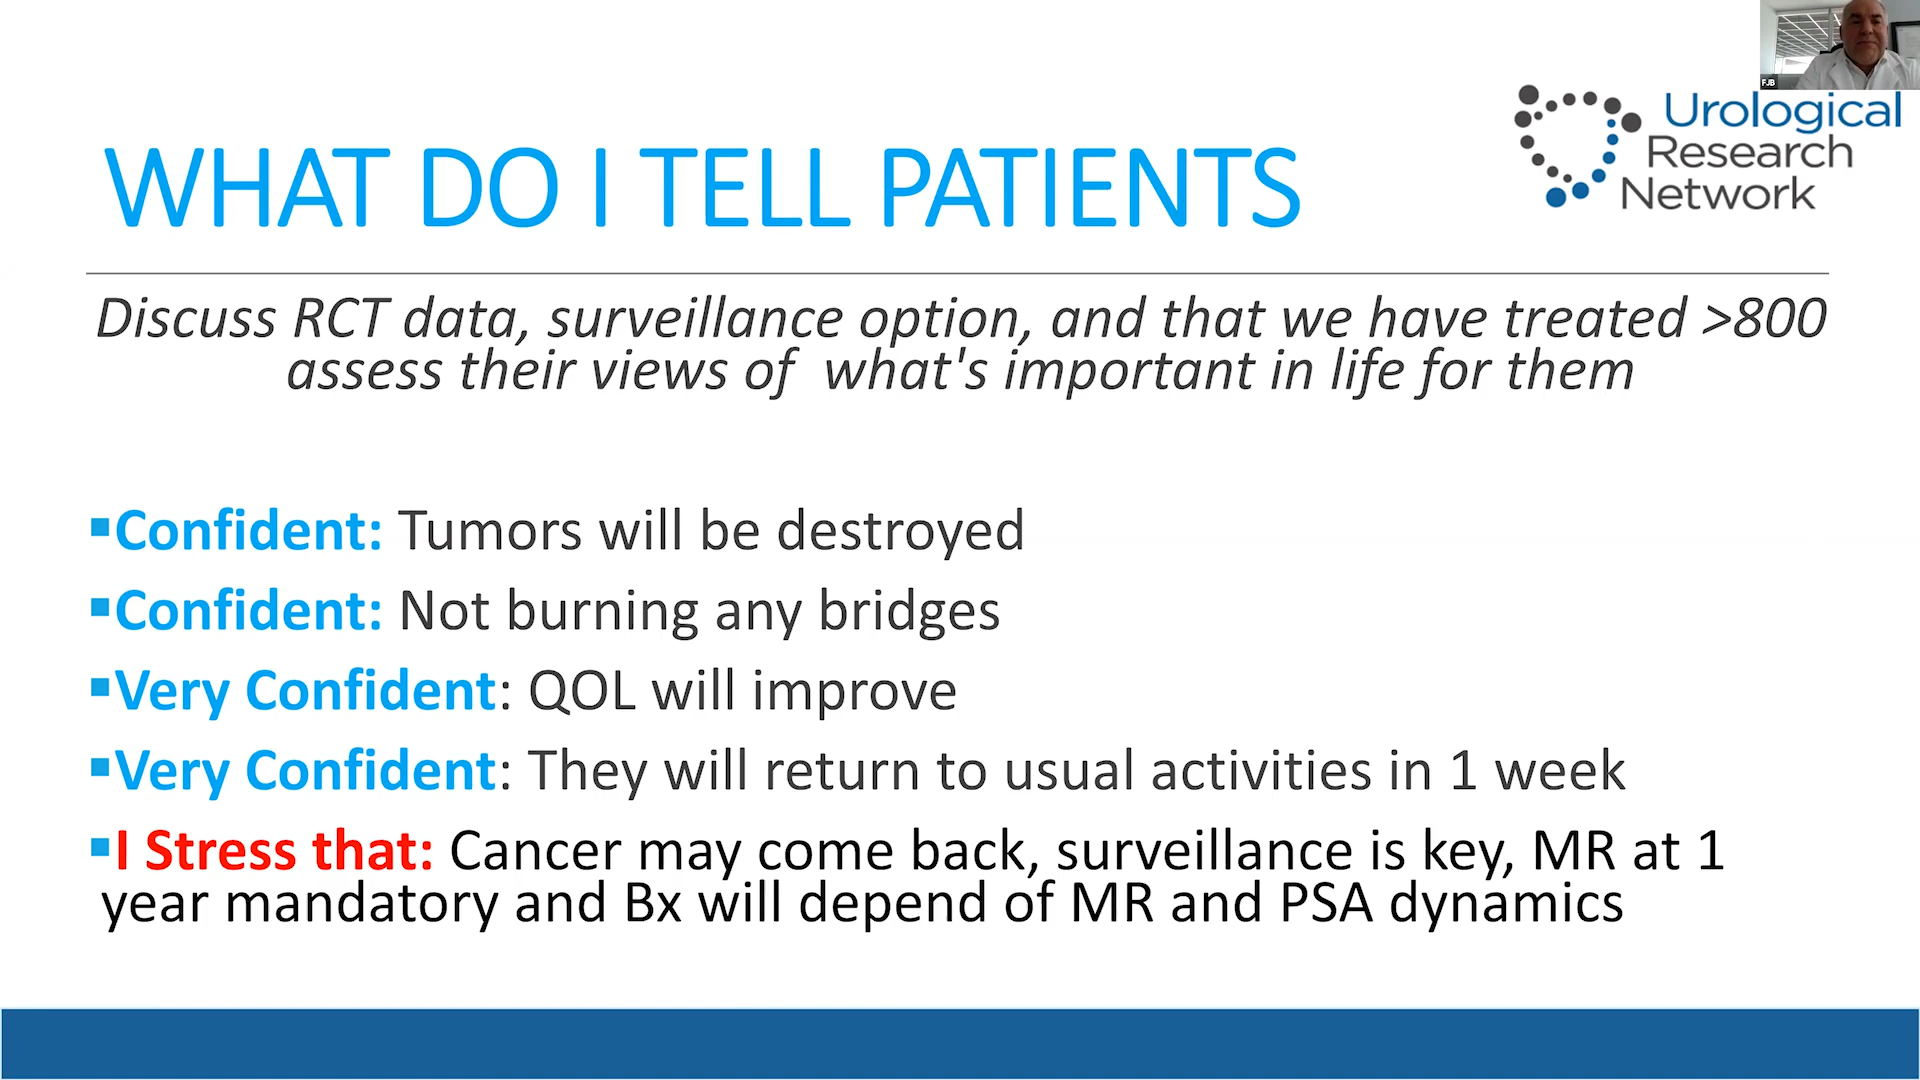 FJB
Urological
Research
Network
WHAT DO I TELL PATIENTS
Discuss RCT data, surveillance option, and that we have treated >800
assess their views of what's important in life for them
▪Confident: Tumors will be destroyed
▪Confident: Not burning any bridges
▪Very Confident: QOL will improve
▪Very Confident: They will return to usual activities in 1 week
▪I Stress that: Cancer may come back, surveillance is key, MR at 1
year mandatory and Bx will depend of MR and PSA dynamics